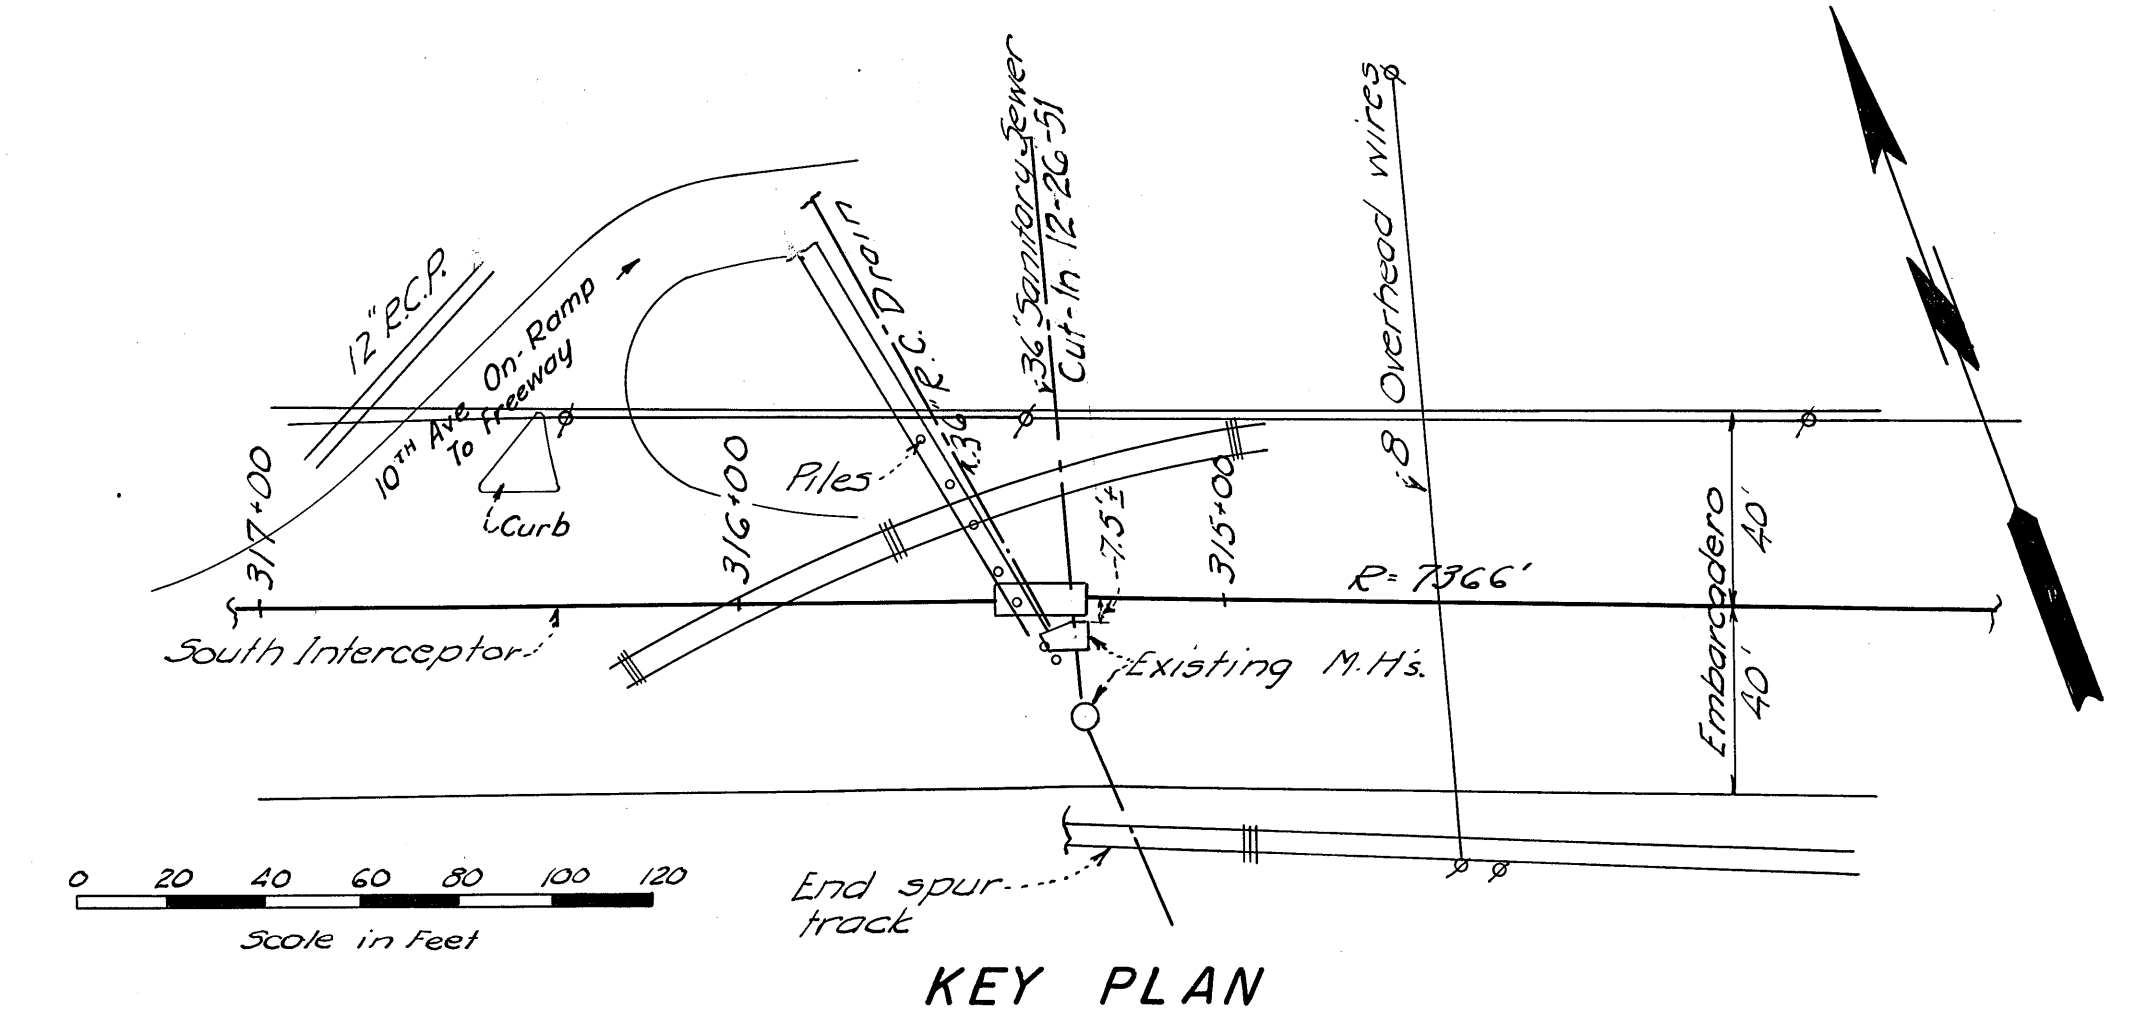 12" R.C.P.
10TH Ave On-Ramp
To Freeway
Curb
317+00
316+00
315+00
Piles
36" R.C. Drain
36" Sanitary Sewer
Cut-In 12-26-51
8 Overhead wires
7.5'±
R= 7366'
Embarcadero
40'
40'
South Interceptor
Existing M.H's.
End spur
track
0 20 40 60 80 100 120
Scale in Feet
KEY PLAN